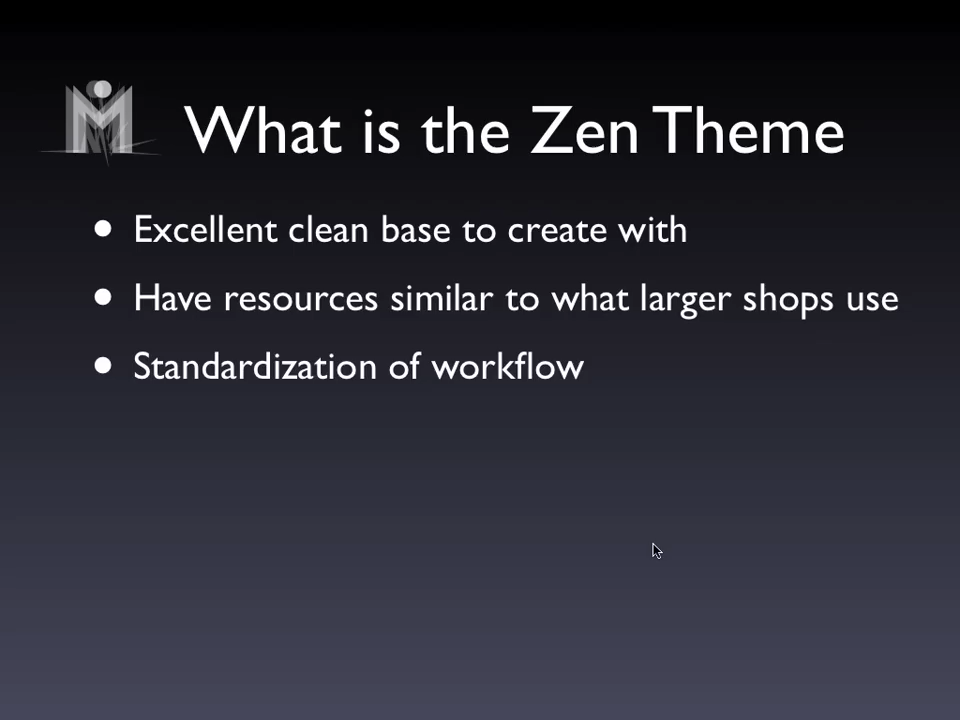 What is the Zen Theme
• Excellent clean base to create with
• Have resources similar to what larger shops use
• Standardization of workflow